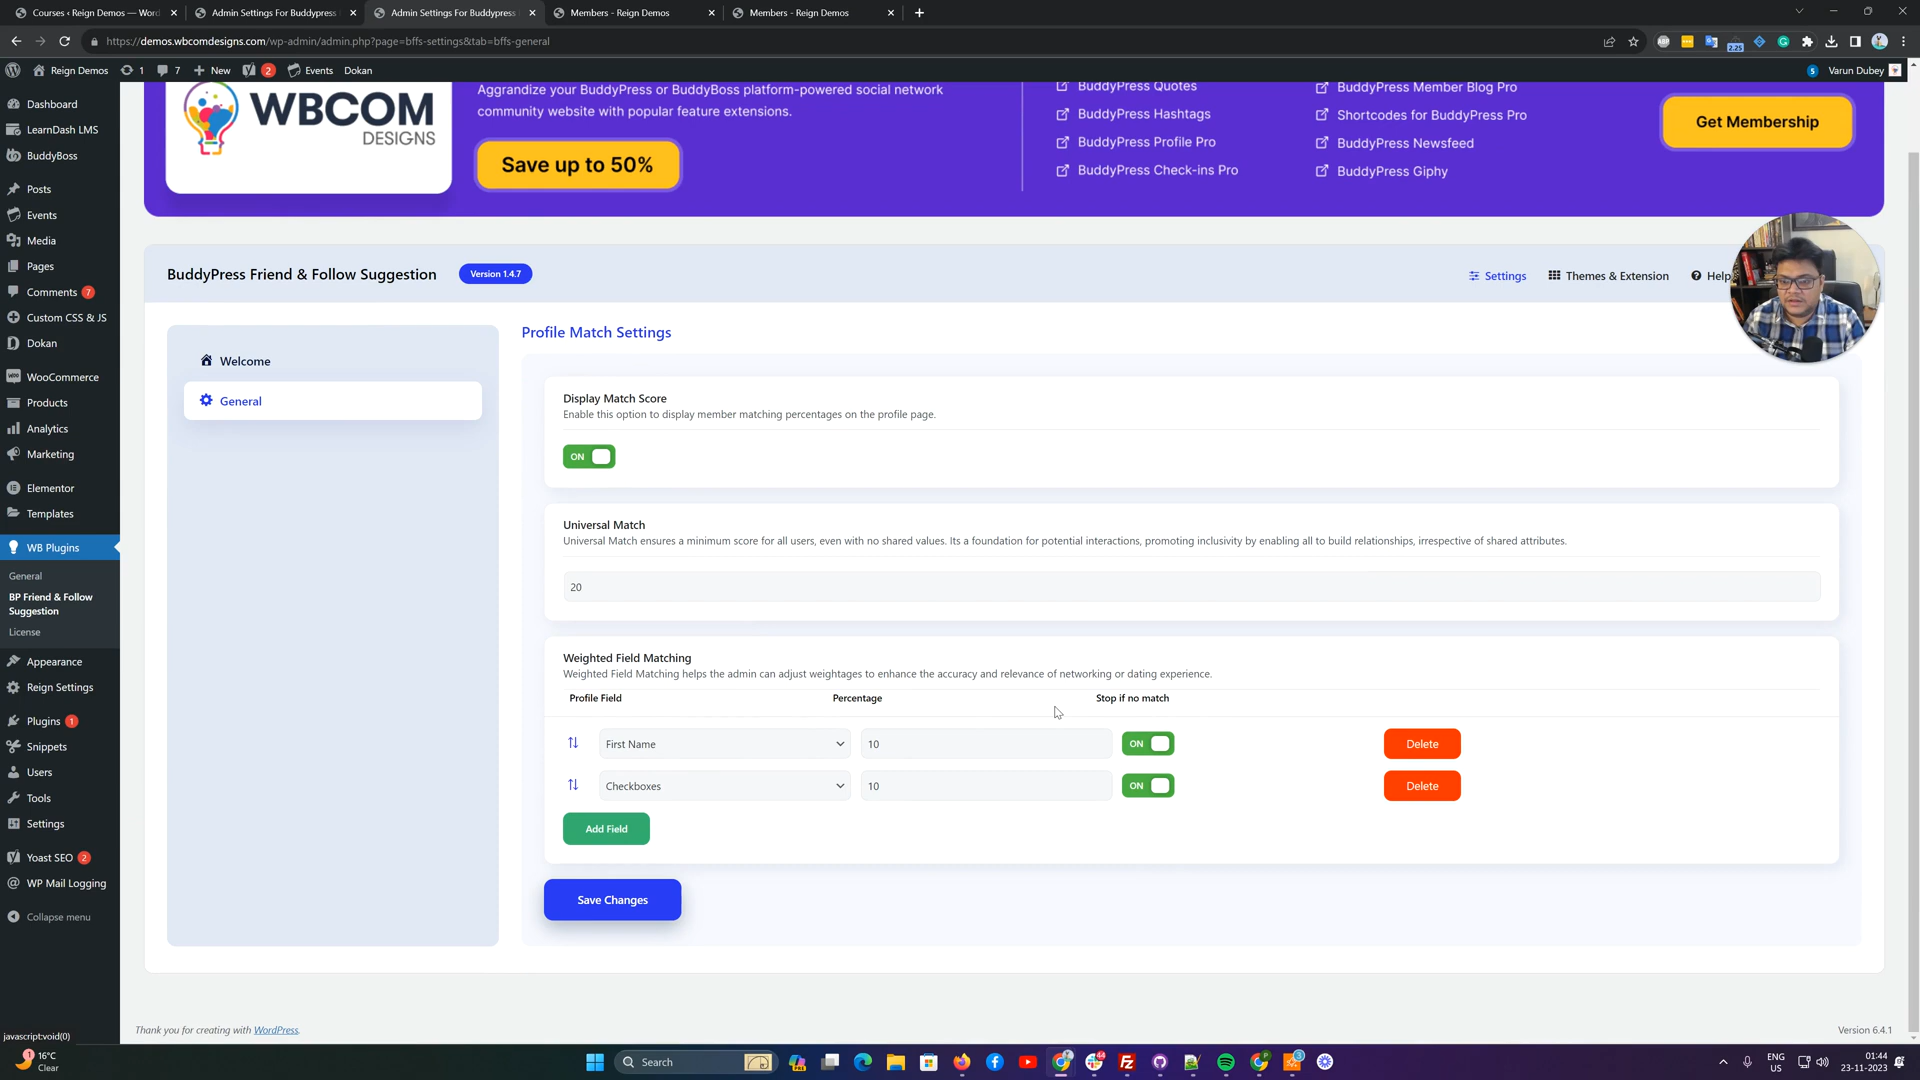 Courses ‹ Reign Demos — Word
Admin Settings For Buddypress
Admin Settings For Buddypress
Members - Reign Demos
Members - Reign Demos
https://demos.wbcomdesigns.com/wp-admin/admin.php?page=bffs-settings&tab=bffs-general
2.25
Reign Demos
1
7
New
2
Events
Dokan
5
Varun Dubey
Dashboard
LearnDash LMS
BuddyBoss
Posts
Events
Media
Pages
Comments 7
Custom CSS & JS
Dokan
WooCommerce
Products
Analytics
Marketing
Elementor
Templates
WB Plugins
General
BP Friend & Follow
Suggestion
License
Appearance
Reign Settings
Plugins 1
Snippets
Users
Tools
Settings
Yoast SEO 2
WP Mail Logging
Collapse menu
WBCOM
DESIGNS
Aggrandize your BuddyPress or BuddyBoss platform-powered social network
community website with popular feature extensions.
Save up to 50%
BuddyPress Quotes
BuddyPress Hashtags
BuddyPress Profile Pro
BuddyPress Check-ins Pro
BuddyPress Member Blog Pro
Shortcodes for BuddyPress Pro
BuddyPress Newsfeed
BuddyPress Giphy
Get Membership
BuddyPress Friend & Follow Suggestion
Version 1.4.7
Settings
Themes & Extension
Help
Welcome
General
Profile Match Settings
Display Match Score
Enable this option to display member matching percentages on the profile page.
ON
Universal Match
Universal Match ensures a minimum score for all users, even with no shared values. Its a foundation for potential interactions, promoting inclusivity by enabling all to build relationships, irrespective of shared attributes.
20
Weighted Field Matching
Weighted Field Matching helps the admin can adjust weightages to enhance the accuracy and relevance of networking or dating experience.
Profile Field
Percentage
Stop if no match
First Name
10
ON
Delete
Checkboxes
10
ON
Delete
Add Field
Save Changes
Thank you for creating with WordPress.
Version 6.4.1
javascript:void(0)
1
16°C
Clear
Search
44
3
ENG
US
01:44
23-11-2023